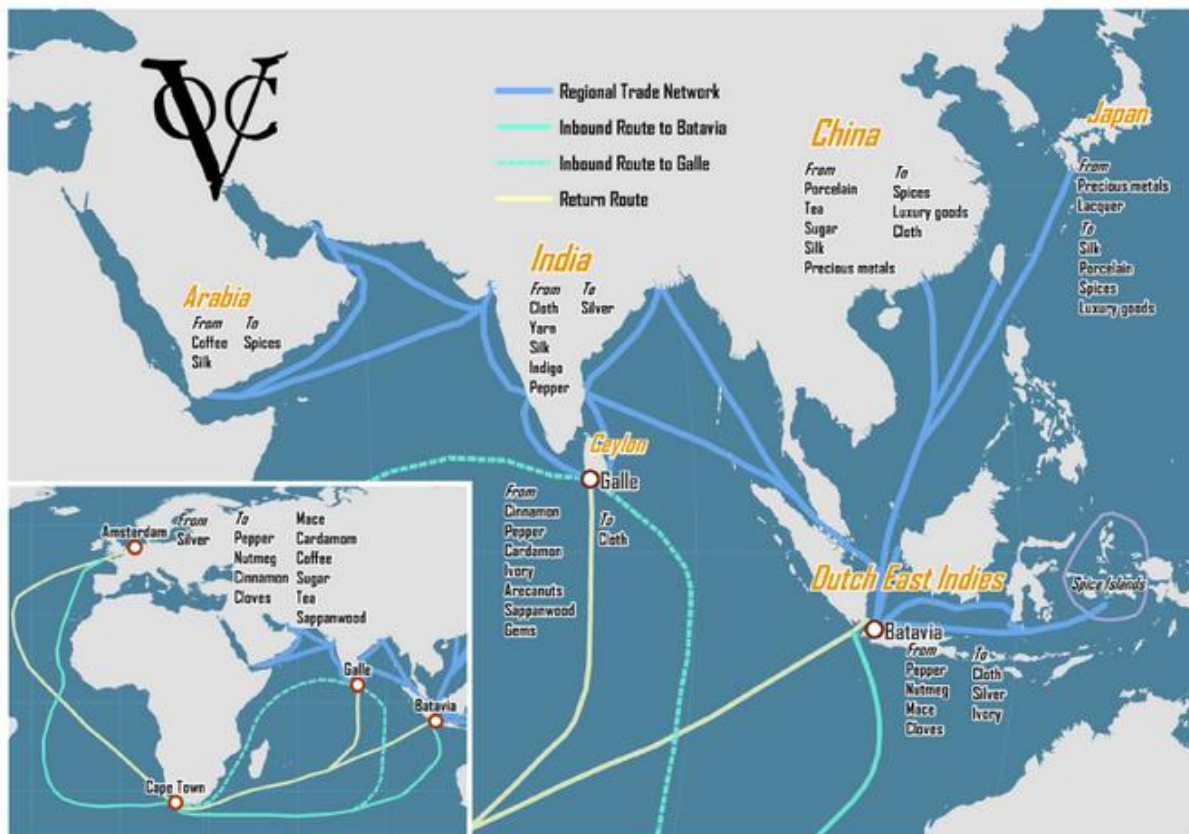 VOC
Regional Trade Network
Inbound Route to Batavia
Inbound Route to Galle
Return Route
Japan
From
Precious metals
Lacquer
To
Silk
Porcelain
Spices
Luxury goods
China
From
Porcelain
Tea
Sugar
Silk
Precious metals
To
Spices
Luxury goods
Cloth
India
From
Cloth
Yarn
Silk
Indigo
Pepper
To
Silver
Arabia
From
Coffee
Silk
To
Spices
Ceylon
Galle
From
Cinnamon
Pepper
Cardamon
Ivory
Arecanuts
Sappanwood
Gems
To
Cloth
Dutch East Indies
Spice Islands
Batavia
From
Pepper
Nutmeg
Mace
Cloves
To
Cloth
Silver
Ivory
Amsterdam
From
Silver
To
Pepper
Nutmeg
Cinnamon
Cloves
Mace
Cardamom
Coffee
Sugar
Tea
Sappanwood
Galle
Batavia
Cape Town